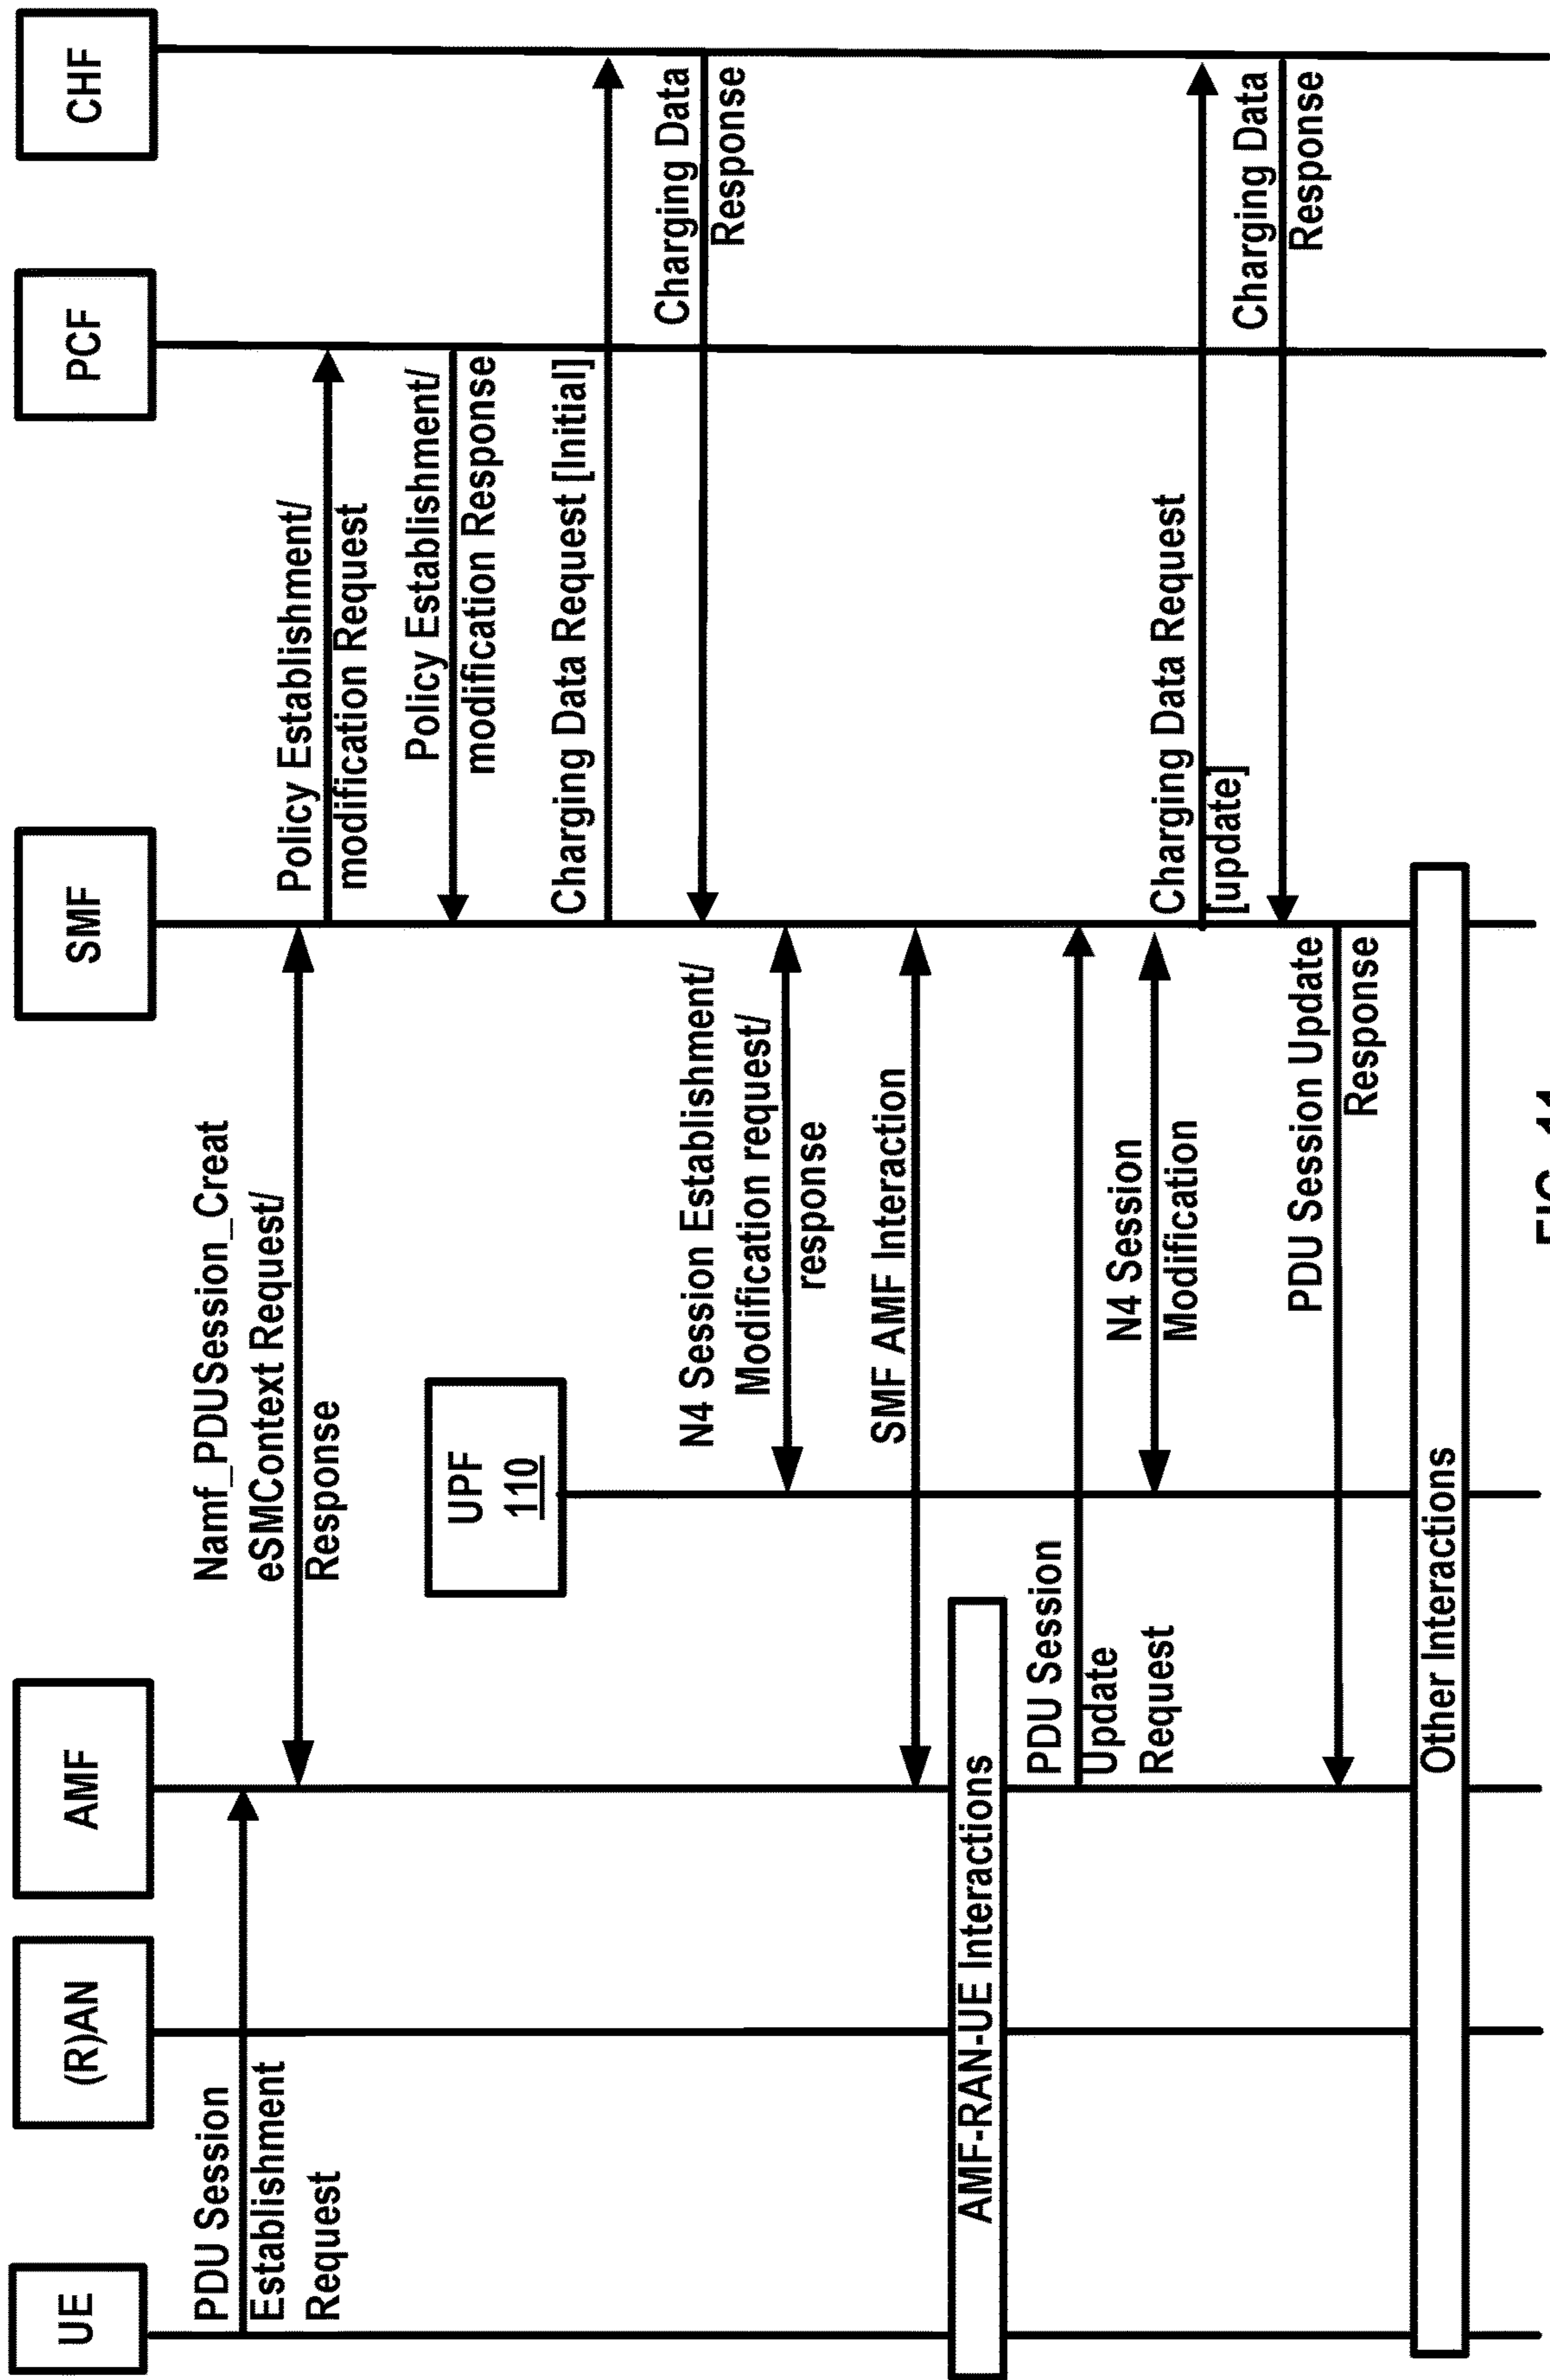 UE
(R)AN
AMF
SMF
PCF
CHF
PDU Session
Establishment
Request
Namf_PDUSession_Creat
eSMContext Request/
Response
Policy Establishment/
modification Request
Policy Establishment/
modification Response
UPF
110
Charging Data Request [Initial]
Charging Data
Response
N4 Session Establishment/
Modification request/
response
SMF AMF Interaction
AMF-RAN-UE Interactions
PDU Session
Update
Request
N4 Session
Modification
Charging Data Request
[update]
Charging Data
Response
PDU Session Update
Response
Other Interactions
FIG. 11